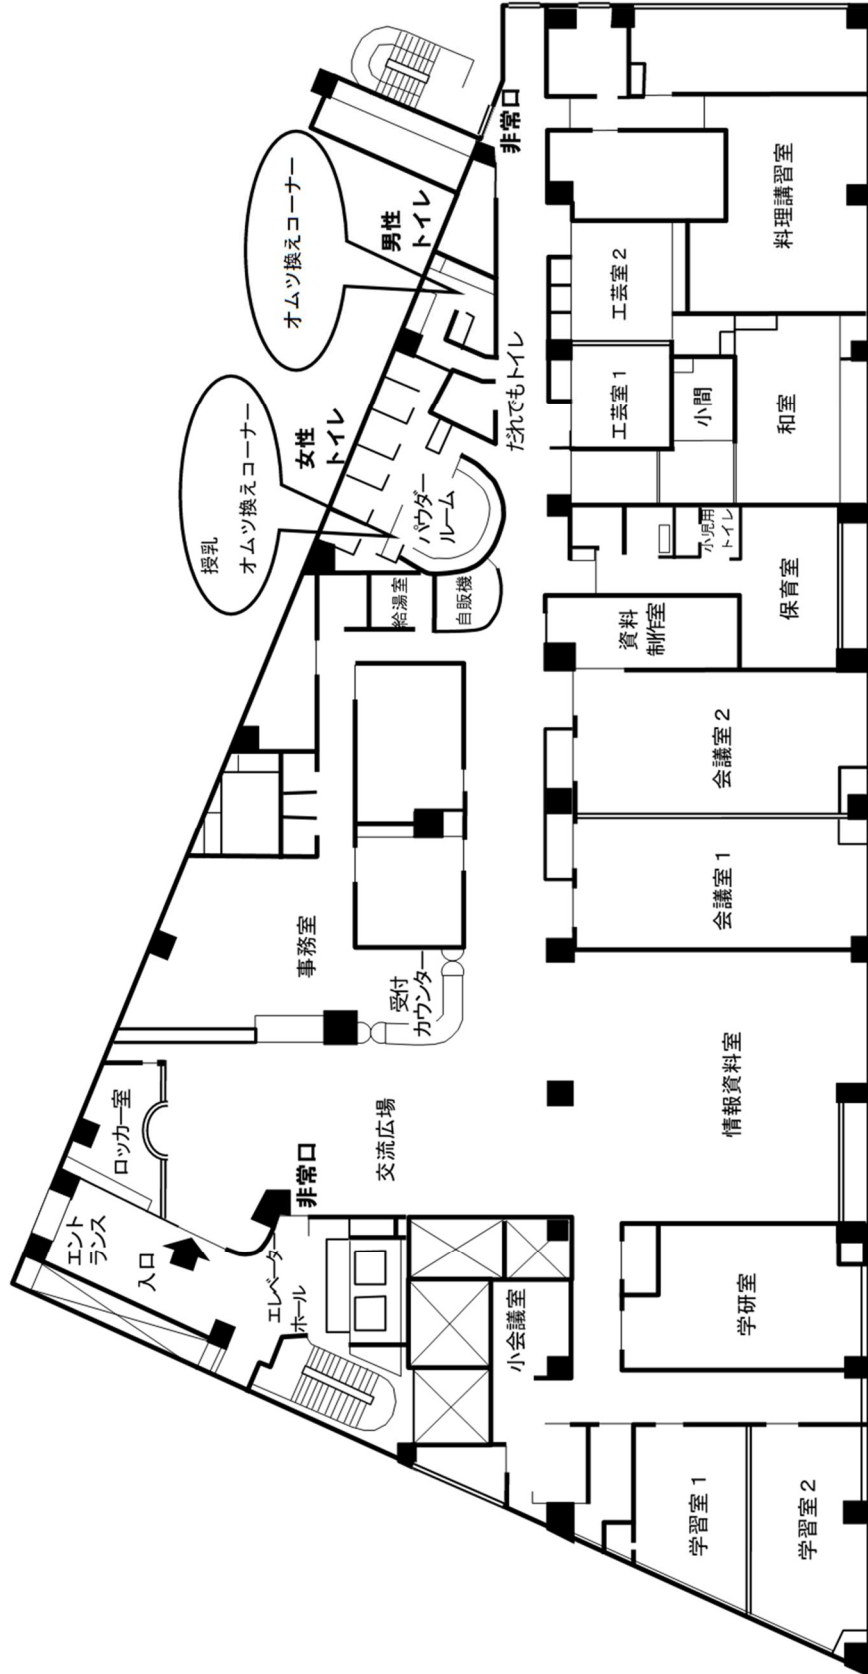 授乳
オムツ換えコーナー
オムツ換えコーナー
女性
トイレ
男性
トイレ
非常口
エント
ランス
入口
ロッカー室
事務室
給湯室
自販機
パウダー
ルーム
だれでもトイレ
エレベーター
ホール
非常口
交流広場
受付
カウンター
小会議室
学習室1
学習室2
学研室
情報資料室
会議室1
会議室2
資料
制作室
保育室
小児用
トイレ
工芸室1
工芸室2
小間
和室
料理講習室